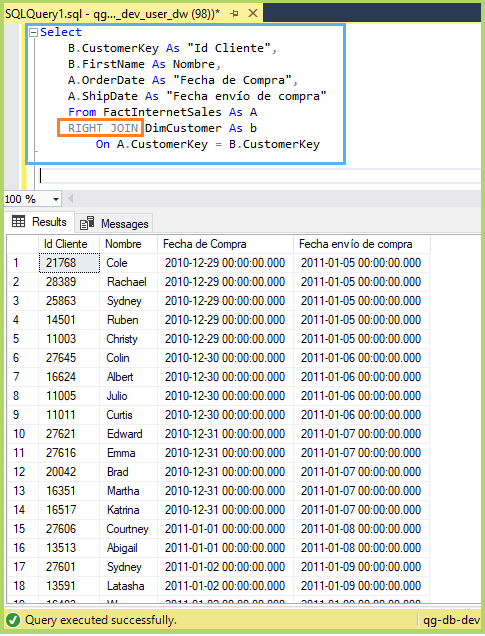 SQLQuery1.sql - qg..._dev_user_dw (98))*
Select
B.CustomerKey As "Id Cliente",
B.FirstName As Nombre,
A.OrderDate As "Fecha de Compra",
A.ShipDate As "Fecha envío de compra"
From FactInternetSales As A
RIGHT JOIN DimCustomer As b
On A.CustomerKey = B.CustomerKey
100 %
Results Messages
Id Cliente Nombre Fecha de Compra Fecha envío de compra
1 21768 Cole 2010-12-29 00:00:00.000 2011-01-05 00:00:00.000
2 28389 Rachael 2010-12-29 00:00:00.000 2011-01-05 00:00:00.000
3 25863 Sydney 2010-12-29 00:00:00.000 2011-01-05 00:00:00.000
4 14501 Ruben 2010-12-29 00:00:00.000 2011-01-05 00:00:00.000
5 11003 Christy 2010-12-29 00:00:00.000 2011-01-05 00:00:00.000
6 27645 Colin 2010-12-30 00:00:00.000 2011-01-06 00:00:00.000
7 16624 Albert 2010-12-30 00:00:00.000 2011-01-06 00:00:00.000
8 11005 Julio 2010-12-30 00:00:00.000 2011-01-06 00:00:00.000
9 11011 Curtis 2010-12-30 00:00:00.000 2011-01-06 00:00:00.000
10 27621 Edward 2010-12-31 00:00:00.000 2011-01-07 00:00:00.000
11 27616 Emma 2010-12-31 00:00:00.000 2011-01-07 00:00:00.000
12 20042 Brad 2010-12-31 00:00:00.000 2011-01-07 00:00:00.000
13 16351 Martha 2010-12-31 00:00:00.000 2011-01-07 00:00:00.000
14 16517 Katrina 2010-12-31 00:00:00.000 2011-01-07 00:00:00.000
15 27606 Courtney 2011-01-01 00:00:00.000 2011-01-08 00:00:00.000
16 13513 Abigail 2011-01-01 00:00:00.000 2011-01-08 00:00:00.000
17 27601 Sydney 2011-01-02 00:00:00.000 2011-01-09 00:00:00.000
18 13591 Latasha 2011-01-02 00:00:00.000 2011-01-09 00:00:00.000
Query executed successfully. qg-db-dev